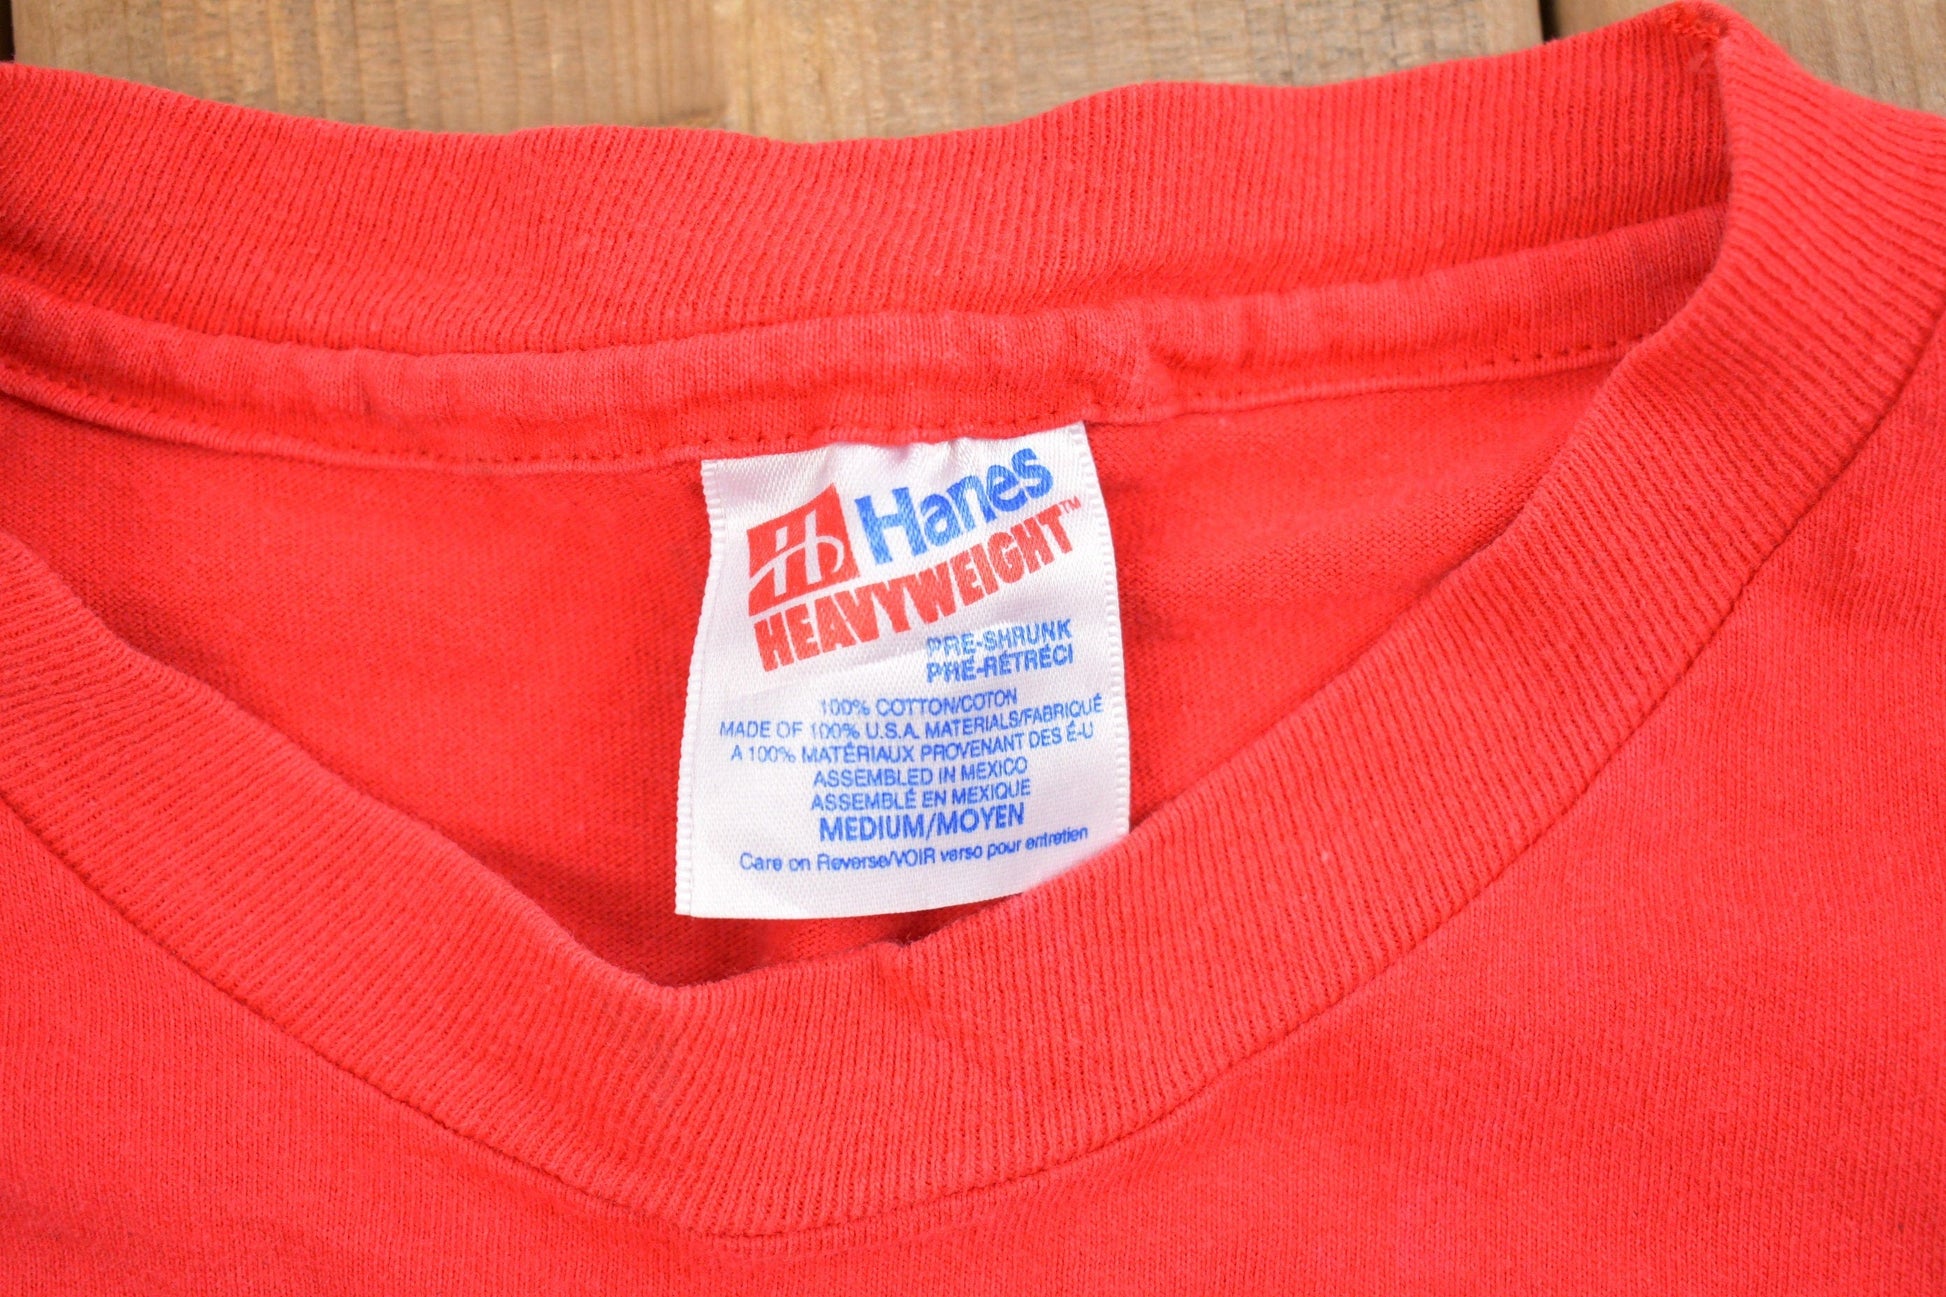 Hanes
HEAVYWEIGHT™
PRE-SHRUNK
PRÉ-RÉTRÉCI
100% COTTON/COTON
MADE OF 100% U.S.A. MATERIALS/FABRIQUÉ
A 100% MATÉRIAUX PROVENANT DES É-U
ASSEMBLED IN MEXICO
ASSEMBLÉ EN MEXIQUE
MEDIUM/MOYEN
Care on Reverse/VOIR verso pour entretien